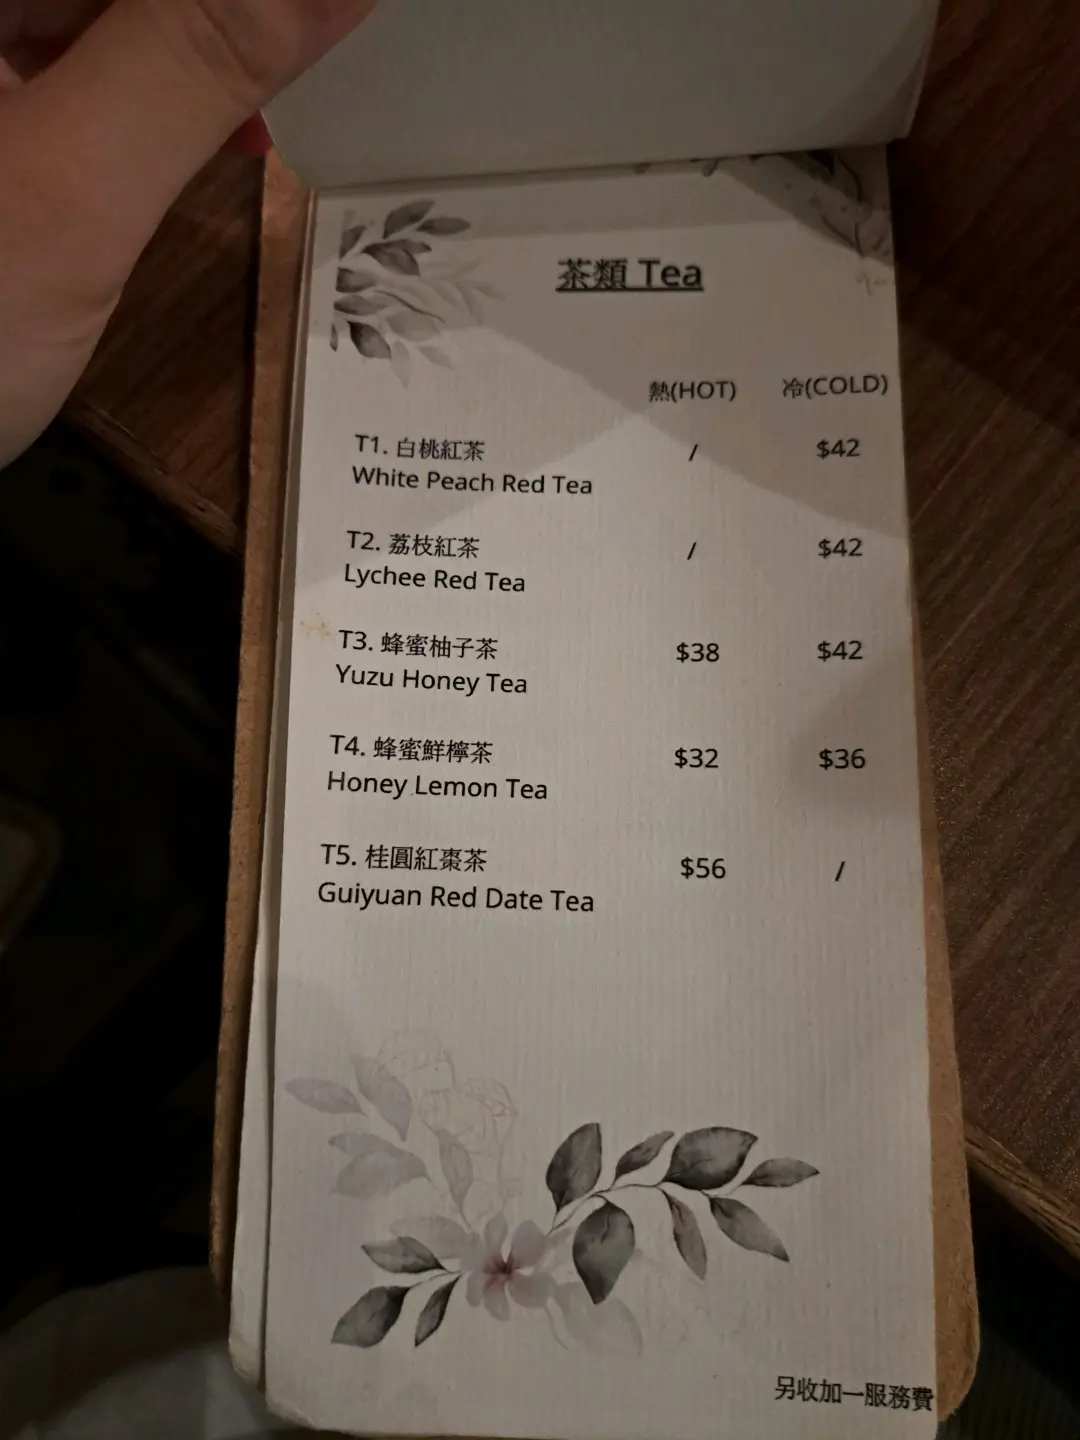 茶類 Tea
熱(HOT) 冷(COLD)
T1. 白桃紅茶 / $42
White Peach Red Tea
T2. 荔枝紅茶 / $42
Lychee Red Tea
T3. 蜂蜜柚子茶 $38 $42
Yuzu Honey Tea
T4. 蜂蜜鮮檸茶 $32 $36
Honey Lemon Tea
T5. 桂圓紅棗茶 $56 /
Guiyuan Red Date Tea
另收加一服務費